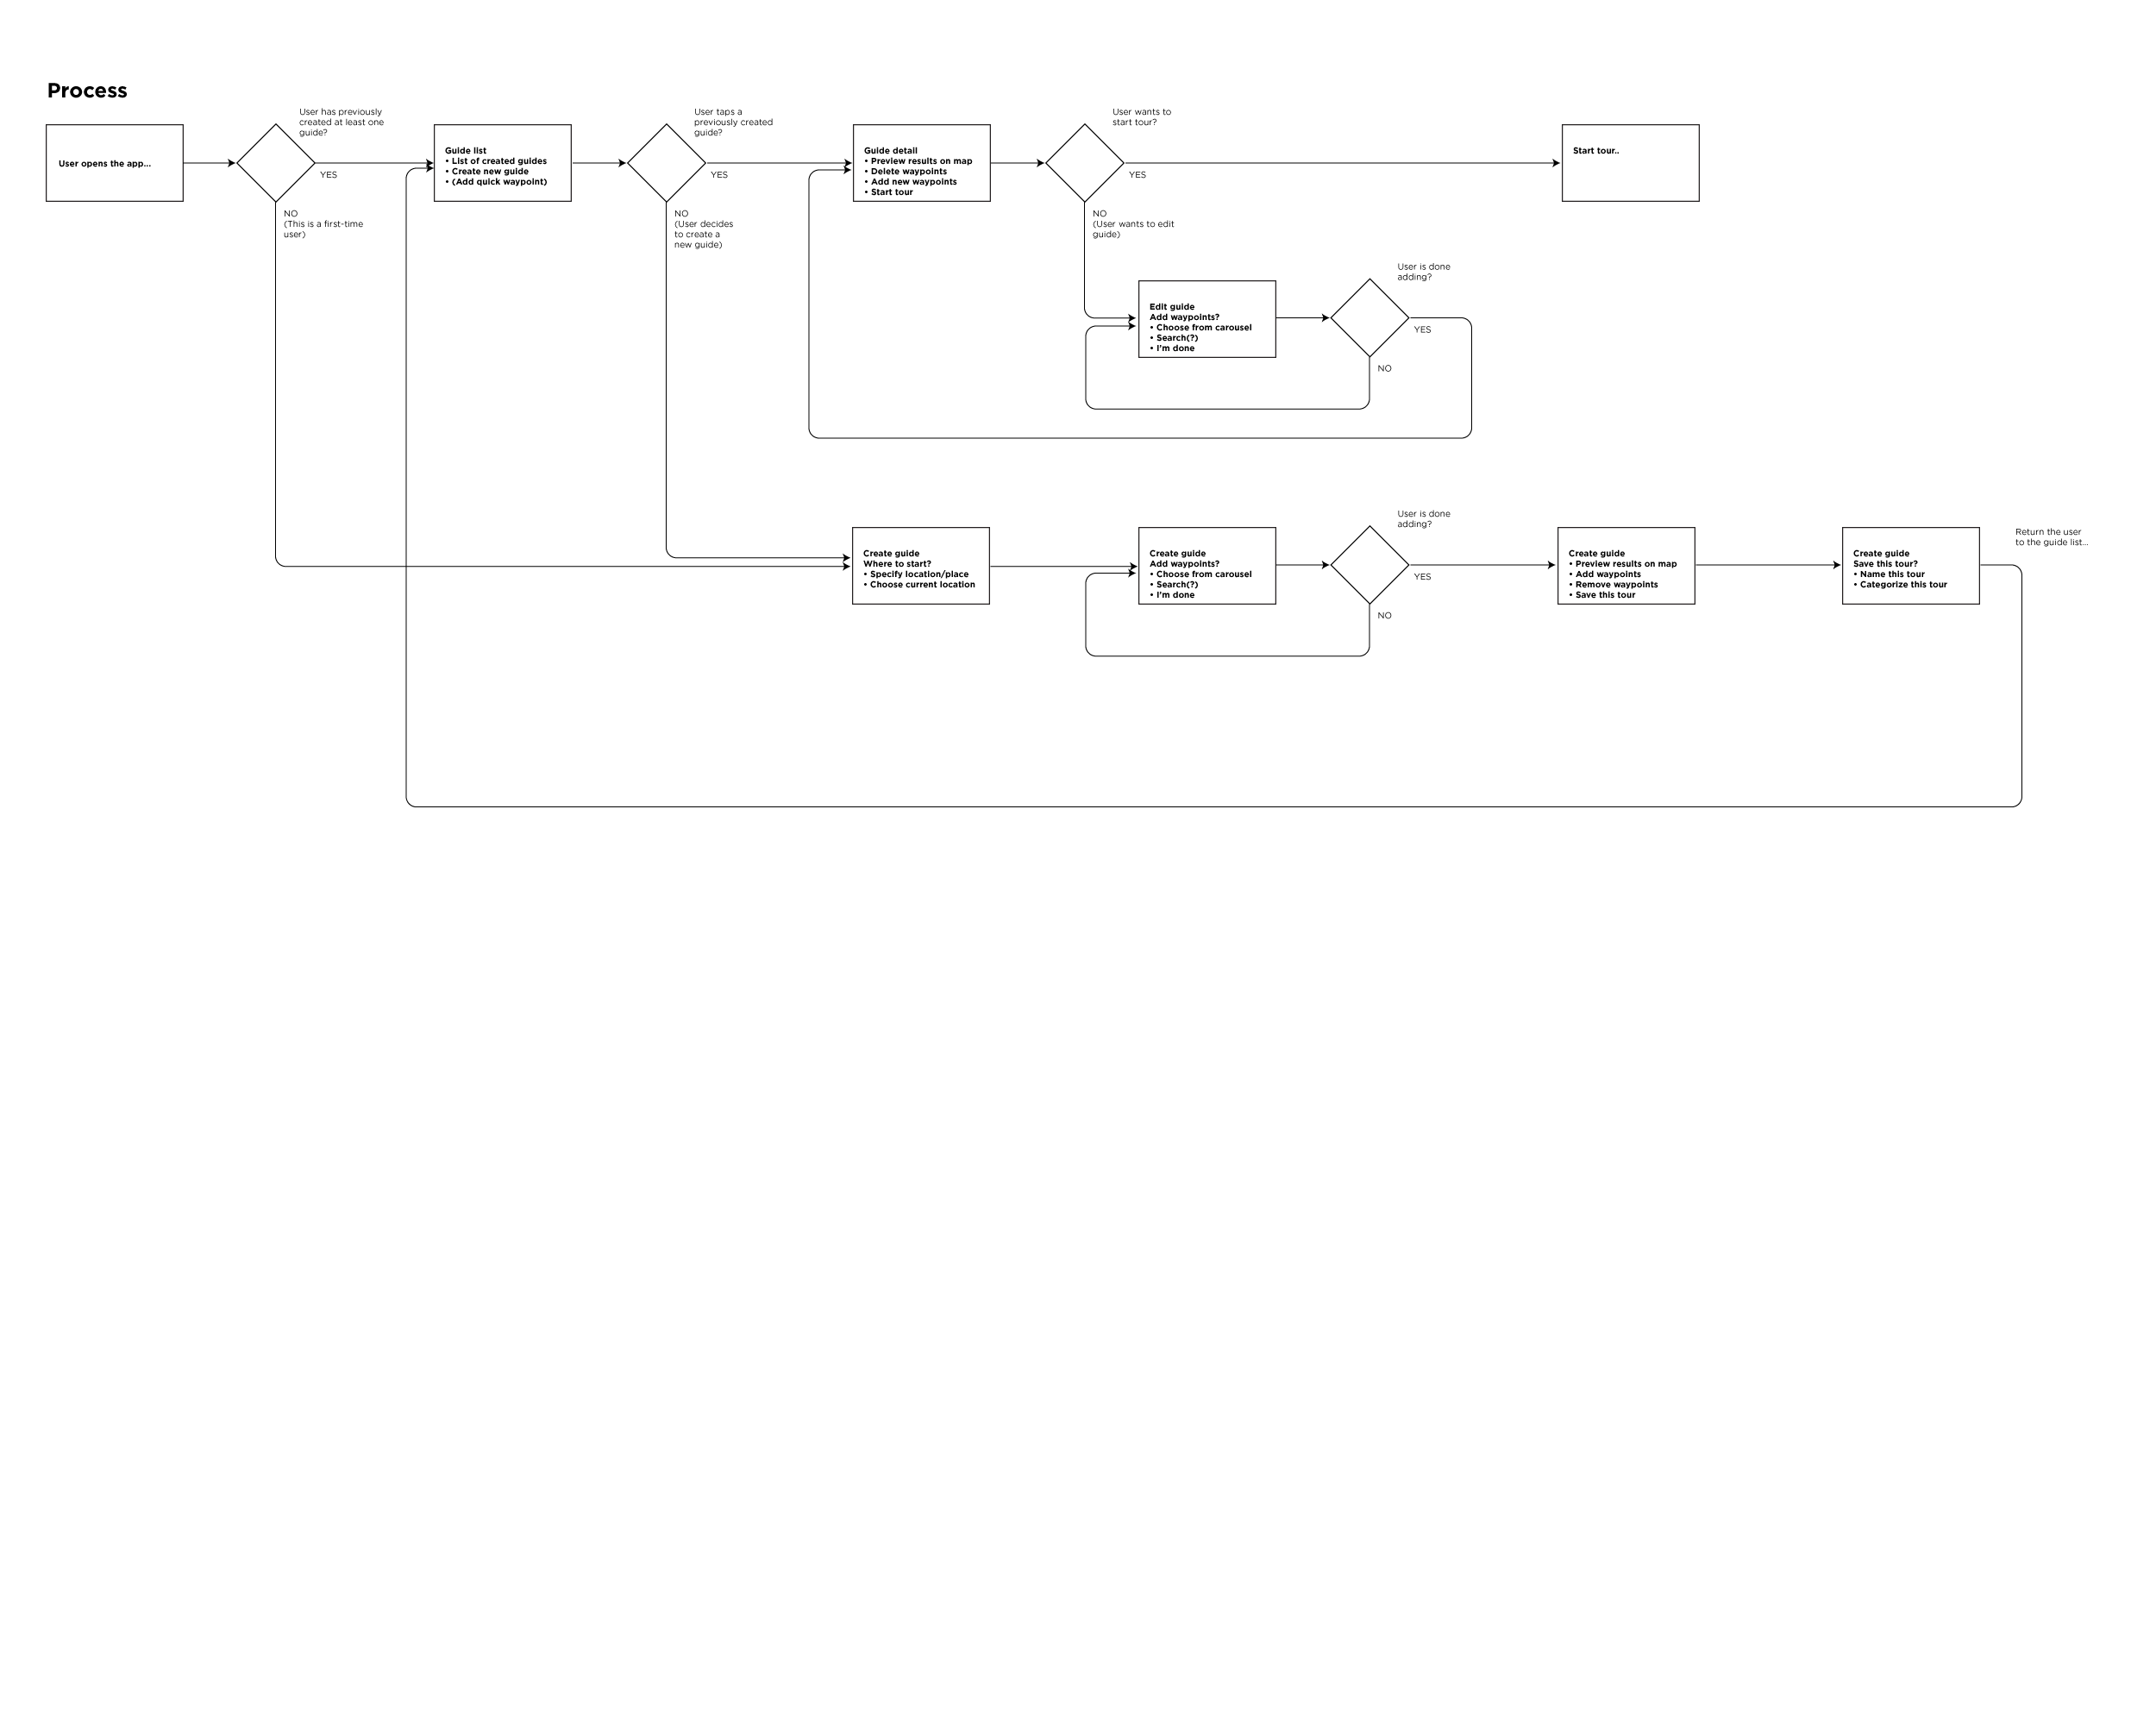 Process
User has previously
created at least one
guide?
User taps a
previously created
guide?
User wants to
start tour?
User opens the app...
YES
Guide list
• List of created guides
• Create new guide
• (Add quick waypoint)
YES
Guide detail
• Preview results on map
• Delete waypoints
• Add new waypoints
• Start tour
YES
Start tour..
NO
(This is a first-time
user)
NO
(User decides
to create a
new guide)
NO
(User wants to edit
guide)
User is done
adding?
Edit guide
Add waypoints?
• Choose from carousel
• Search(?)
• I'm done
YES
NO
User is done
adding?
Return the user
to the guide list...
Create guide
Where to start?
• Specify location/place
• Choose current location
Create guide
Add waypoints?
• Choose from carousel
• Search(?)
• I'm done
YES
NO
Create guide
• Preview results on map
• Add waypoints
• Remove waypoints
• Save this tour
Create guide
Save this tour?
• Name this tour
• Categorize this tour